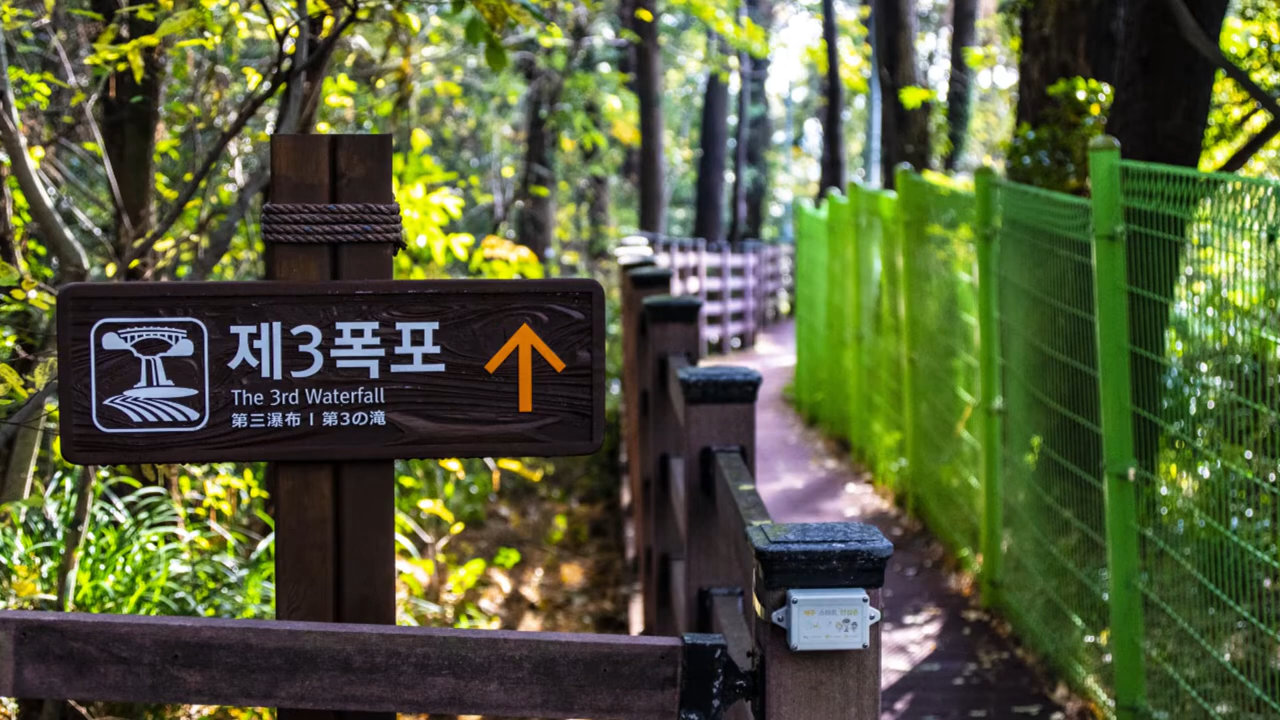 제3폭포
The 3rd Waterfall
第三瀑布 | 第3の滝